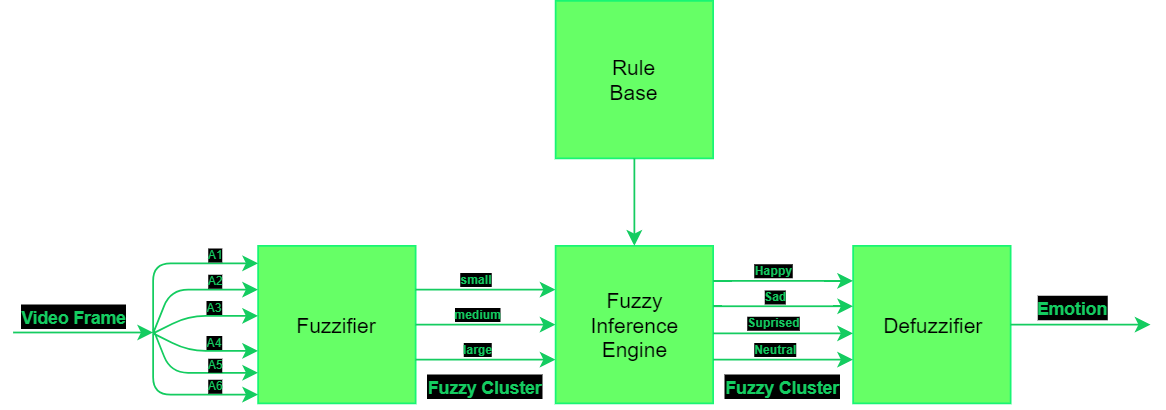 Rule
Base
Video Frame
A1
A2
A3
A4
A5
A6
Fuzzifier
small
medium
large
Fuzzy Cluster
Fuzzy
Inference
Engine
Happy
Sad
Suprised
Neutral
Fuzzy Cluster
Defuzzifier
Emotion